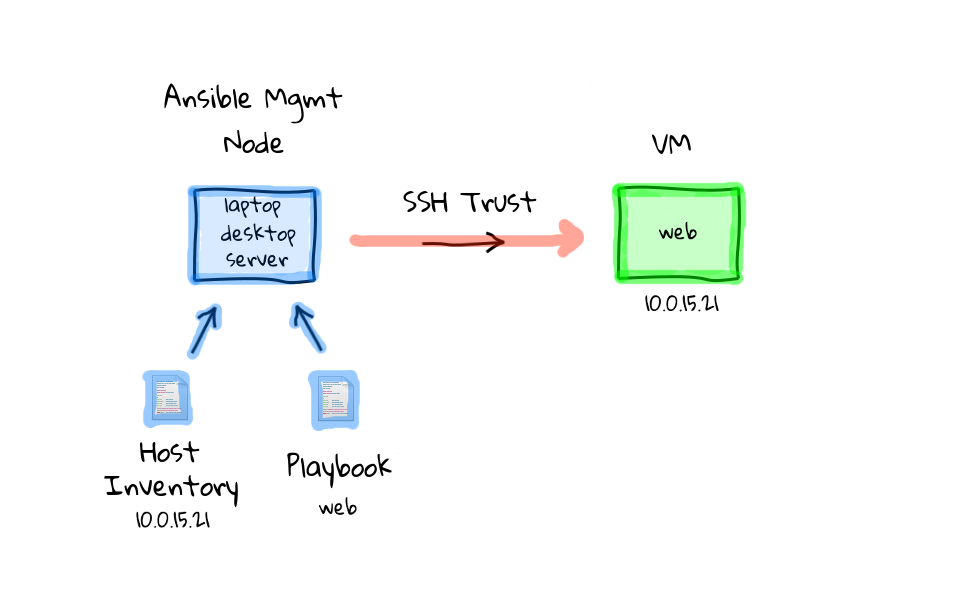 Ansible Mgmt
Node
laptop
desktop
server
SSH Trust
VM
web
10.0.15.21
Host
Inventory
10.0.15.21
Playbook
web